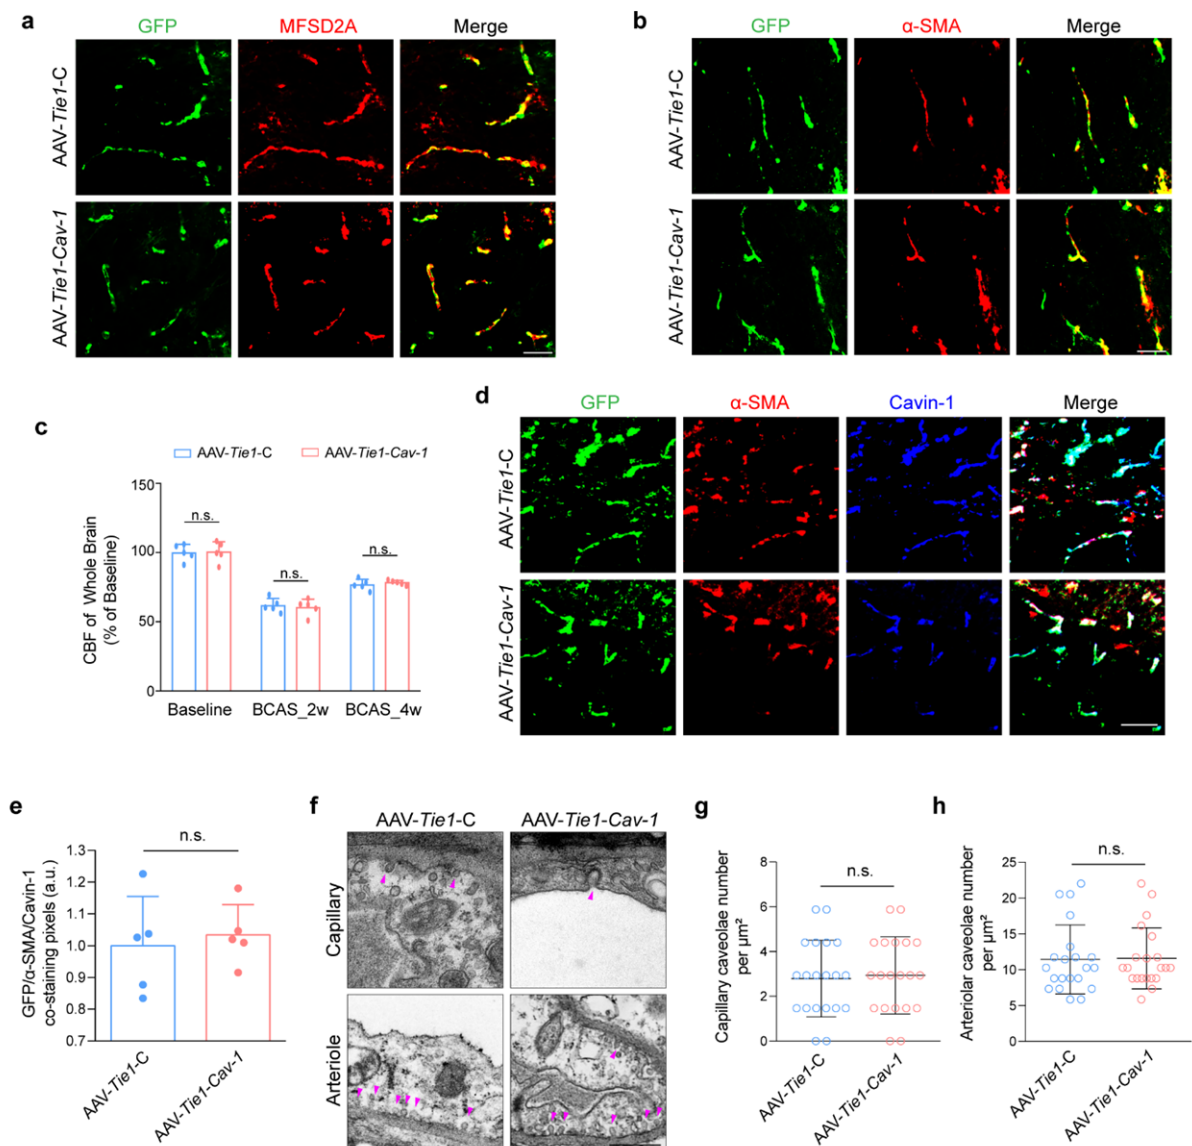 a
GFP MFSD2A Merge
AAV-Tie1-C
AAV-Tie1-Cav-1
b
GFP α-SMA Merge
AAV-Tie1-C
AAV-Tie1-Cav-1
c
AAV-Tie1-C AAV-Tie1-Cav-1
CBF of Whole Brain
(% of Baseline)
150
100
50
0
n.s.
n.s.
n.s.
Baseline BCAS_2w BCAS_4w
d
GFP α-SMA Cavin-1 Merge
AAV-Tie1-C
AAV-Tie1-Cav-1
e
GFP/α-SMA/Cavin-1
co-staining pixels (a.u.)
1.3
1.2
1.1
1.0
0.9
0.8
0.7
n.s.
AAV-Tie1-C
AAV-Tie1-Cav-1
f
AAV-Tie1-C AAV-Tie1-Cav-1
Capillary
Arteriole
g
Capillary caveolae number
per µm²
8
6
4
2
0
n.s.
AAV-Tie1-C
AAV-Tie1-Cav-1
h
Arteriolar caveolae number
per µm²
25
20
15
10
5
0
n.s.
AAV-Tie1-C
AAV-Tie1-Cav-1